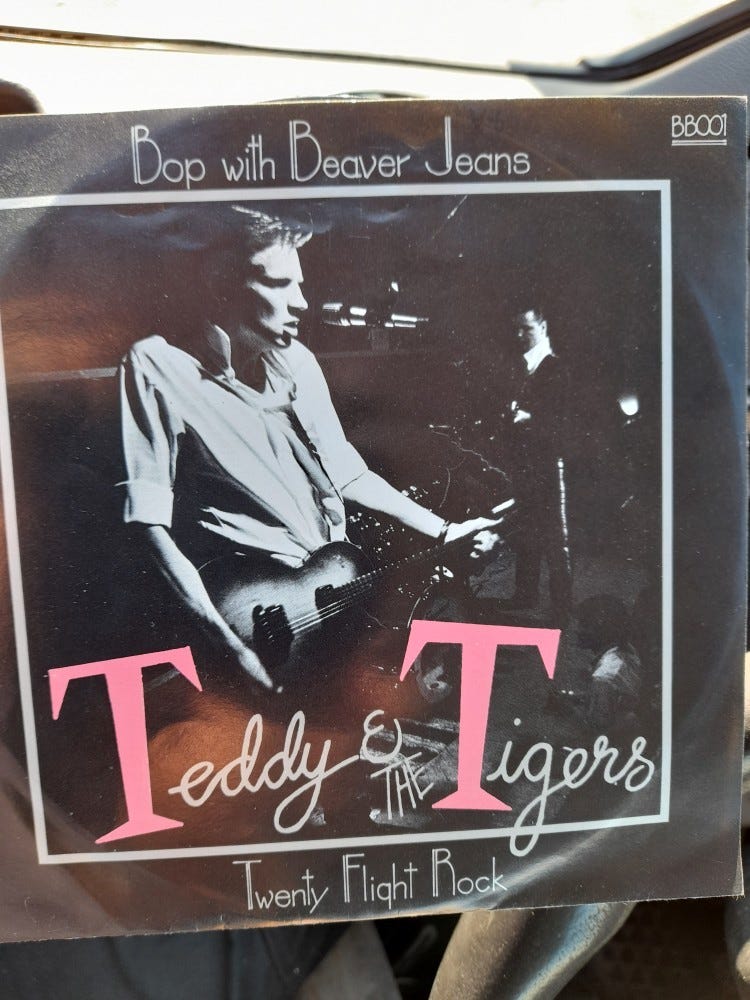 Bop with Beaver Jeans
BB001
Teddy & THE Tigers
Twenty Flight Rock